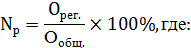 Nр = Oрег. / Oобщ. × 100%, где: